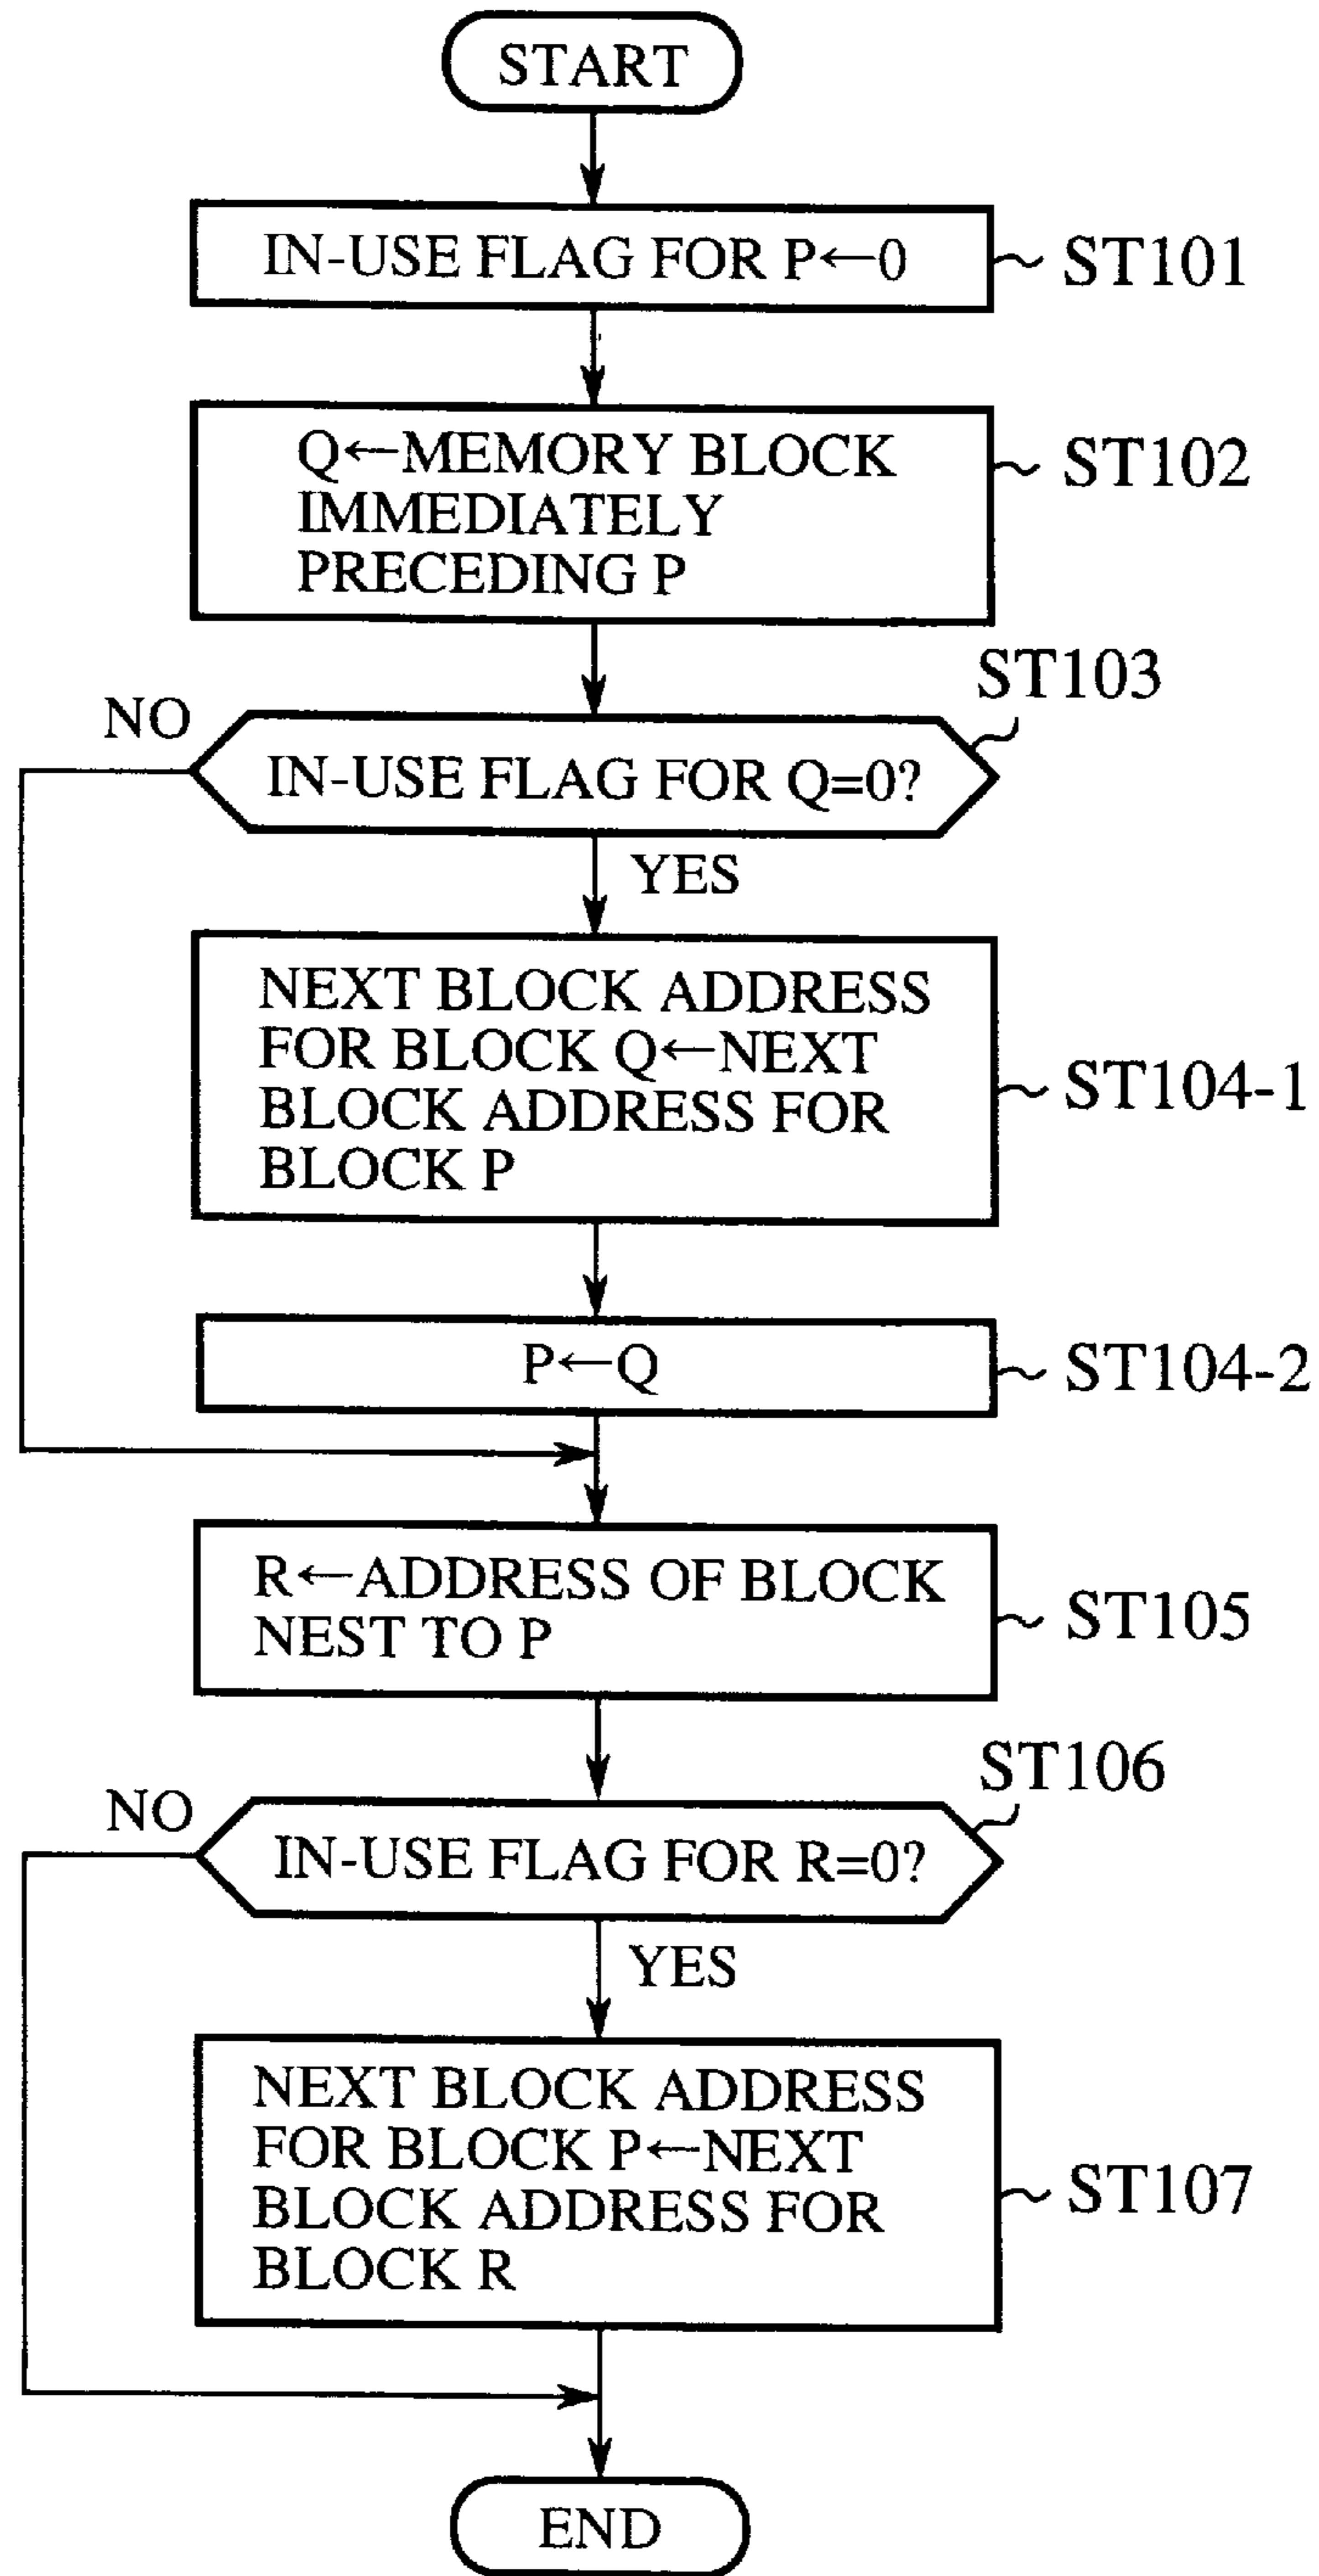 START
IN-USE FLAG FOR P←0
ST101
Q←MEMORY BLOCK
IMMEDIATELY
PRECEDING P
ST102
ST103
NO
IN-USE FLAG FOR Q=0?
YES
NEXT BLOCK ADDRESS
FOR BLOCK Q←NEXT
BLOCK ADDRESS FOR
BLOCK P
ST104-1
P←Q
ST104-2
R←ADDRESS OF BLOCK
NEST TO P
ST105
ST106
NO
IN-USE FLAG FOR R=0?
YES
NEXT BLOCK ADDRESS
FOR BLOCK P←NEXT
BLOCK ADDRESS FOR
BLOCK R
ST107
END